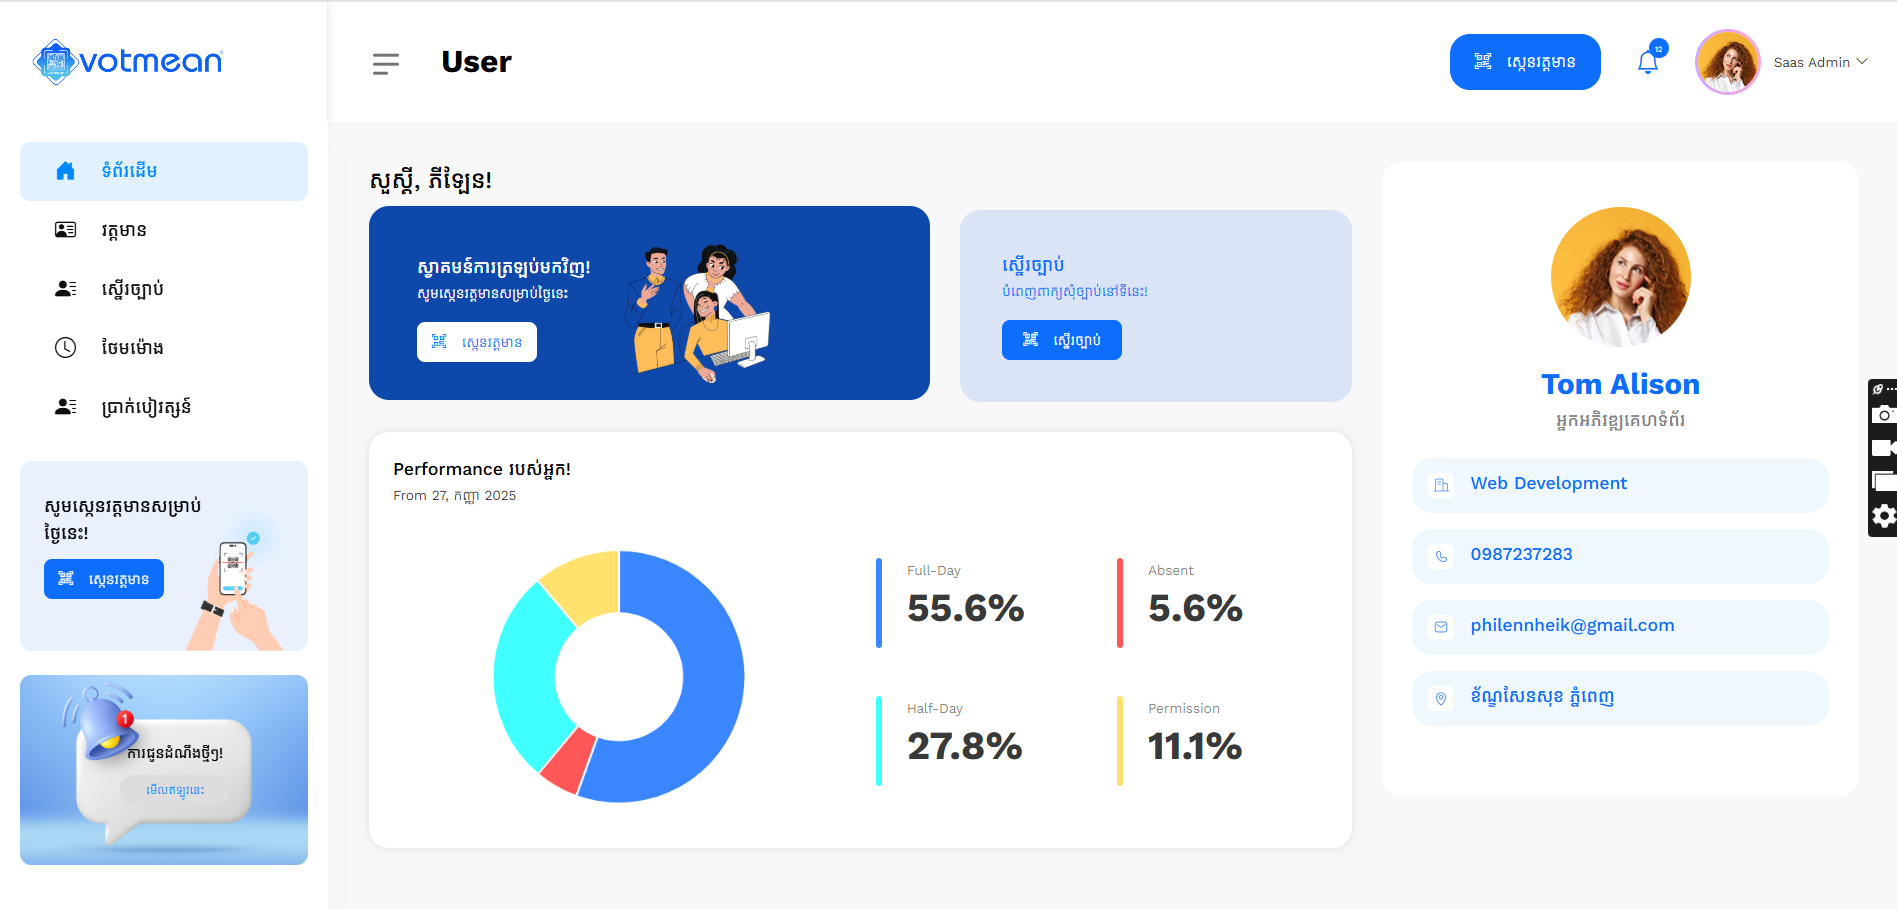 votmean
User
ស្កេនវត្តមាន
12
Saas Admin
ទំព័រដើម
វត្តមាន
ស្នើរច្បាប់
ថែមម៉ោង
ប្រាក់បៀវត្សន៍
សូមស្កេនវត្តមានសម្រាប់
ថ្ងៃនេះ!
ស្កេនវត្តមាន
1
ការជូនដំណឹងថ្មីៗ!
មើលឥឡូវនេះ
សួស្តី, ភីឡែន!
ស្វាគមន៍ការត្រឡប់មកវិញ!
សូមស្កេនវត្តមានសម្រាប់ថ្ងៃនេះ
ស្កេនវត្តមាន
ស្នើរច្បាប់
បំពេញពាក្យសុំច្បាប់នៅទីនេះ!
ស្នើរច្បាប់
Performance របស់អ្នក!
From 27, កញ្ញា 2025
Full-Day
55.6%
Absent
5.6%
Half-Day
27.8%
Permission
11.1%
Tom Alison
អ្នកអភិវឌ្ឍគេហទំព័រ
Web Development
0987237283
philennheik@gmail.com
ខ័ណ្ឌសែនសុខ ភ្នំពេញ